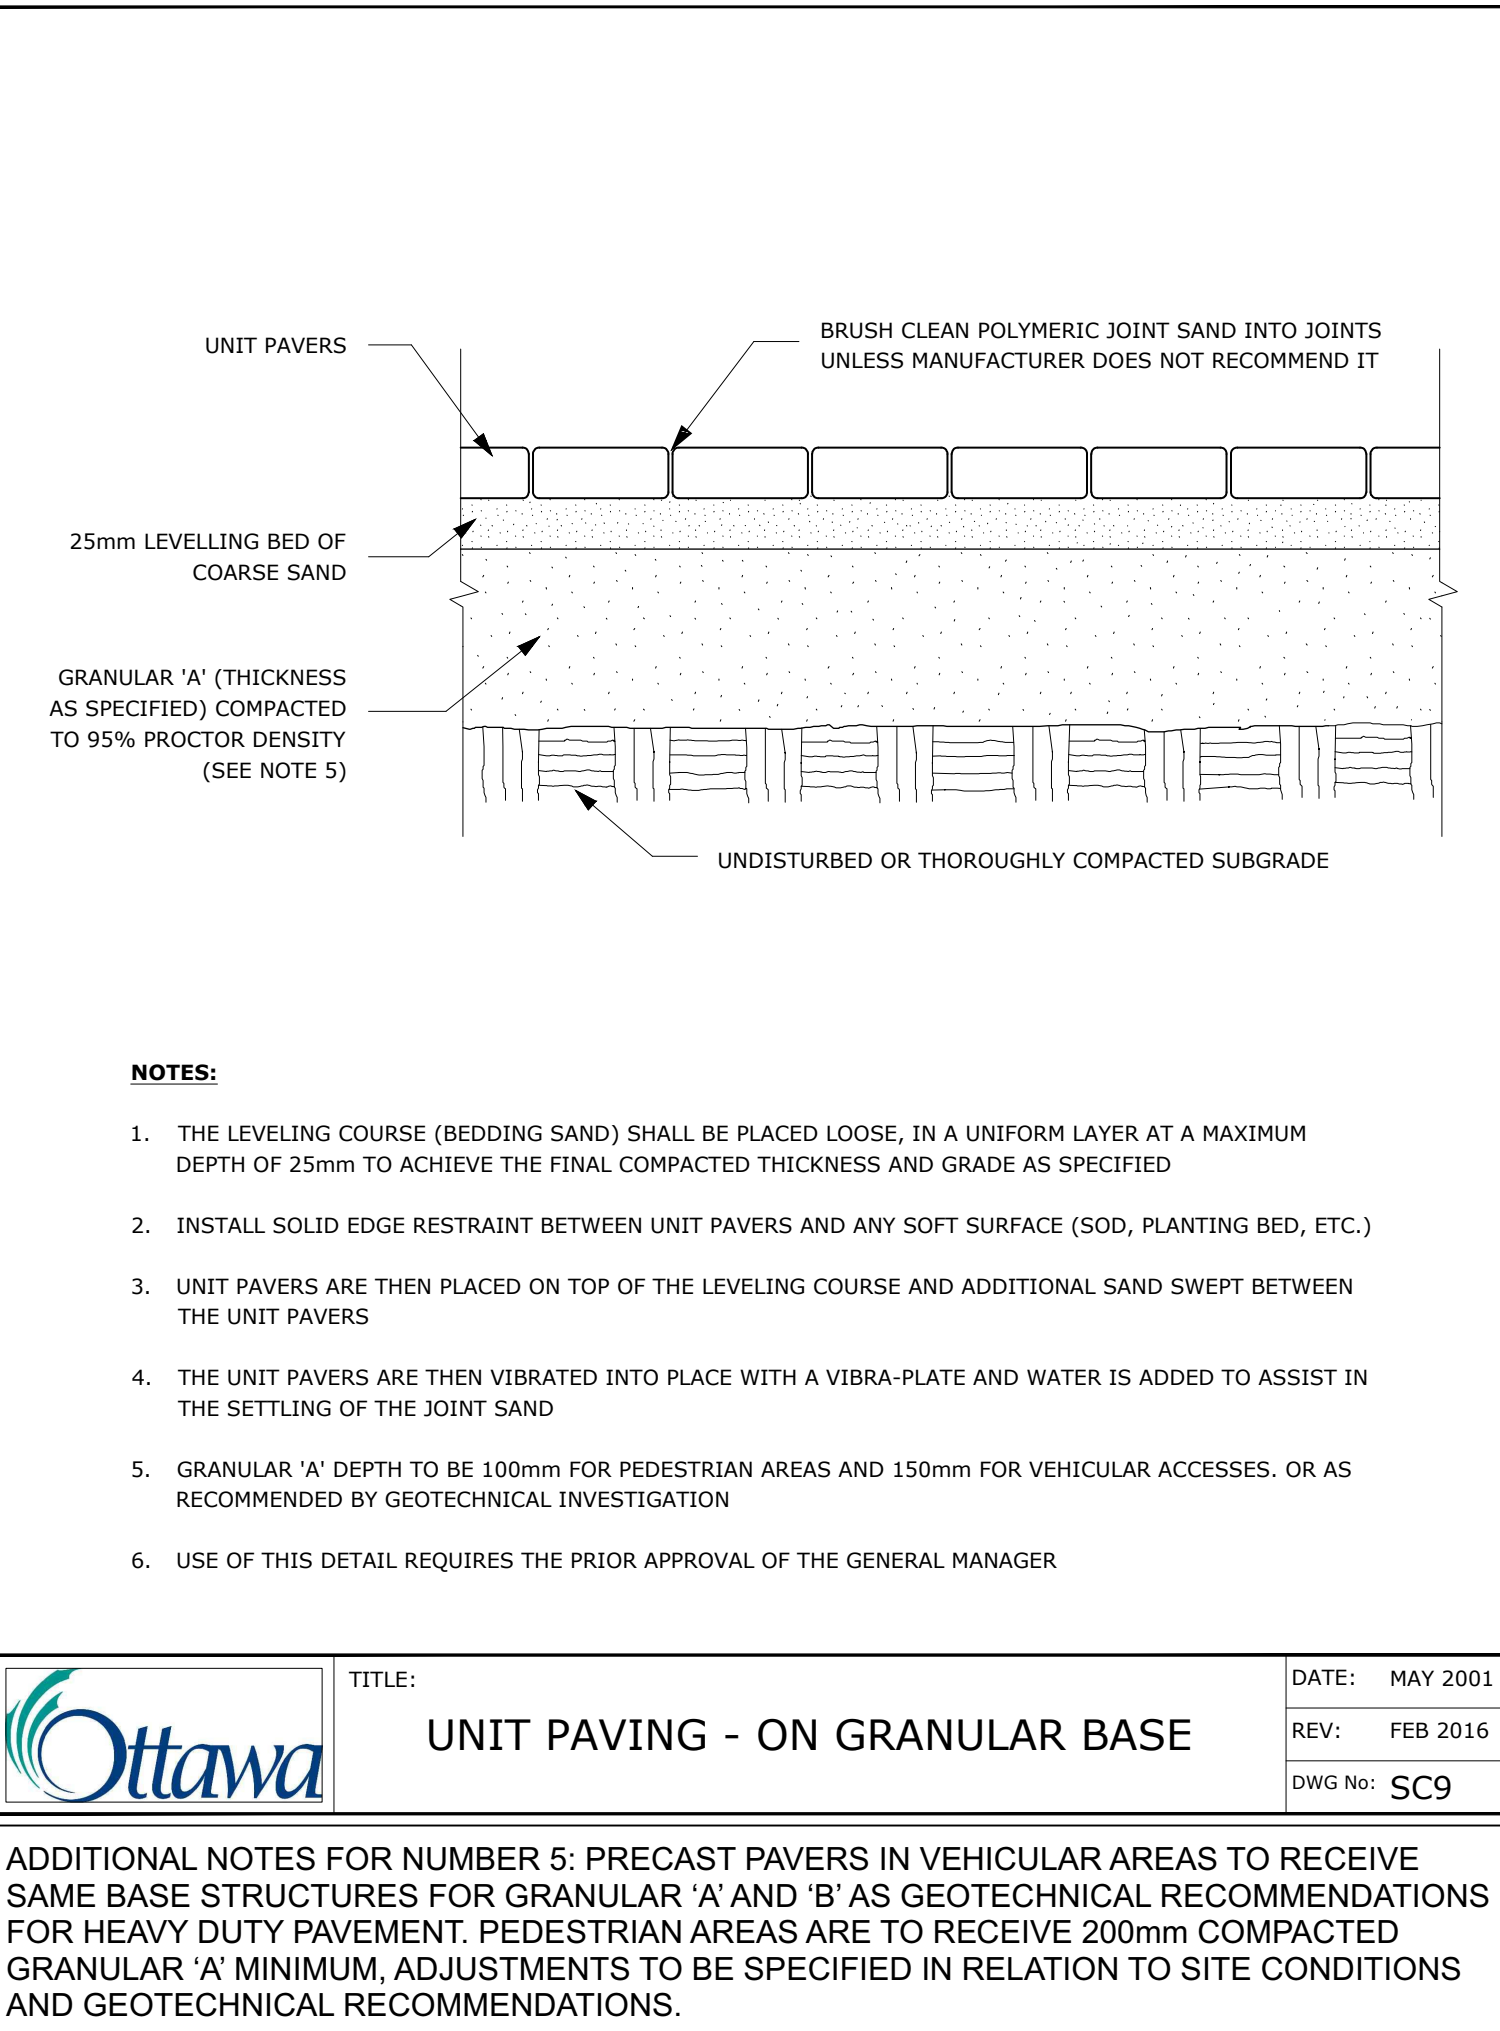 UNIT PAVERS
BRUSH CLEAN POLYMERIC JOINT SAND INTO JOINTS
UNLESS MANUFACTURER DOES NOT RECOMMEND IT
25mm LEVELLING BED OF
COARSE SAND
GRANULAR 'A' (THICKNESS
AS SPECIFIED) COMPACTED
TO 95% PROCTOR DENSITY
(SEE NOTE 5)
UNDISTURBED OR THOROUGHLY COMPACTED SUBGRADE
NOTES:
1. THE LEVELING COURSE (BEDDING SAND) SHALL BE PLACED LOOSE, IN A UNIFORM LAYER AT A MAXIMUM
DEPTH OF 25mm TO ACHIEVE THE FINAL COMPACTED THICKNESS AND GRADE AS SPECIFIED
2. INSTALL SOLID EDGE RESTRAINT BETWEEN UNIT PAVERS AND ANY SOFT SURFACE (SOD, PLANTING BED, ETC.)
3. UNIT PAVERS ARE THEN PLACED ON TOP OF THE LEVELING COURSE AND ADDITIONAL SAND SWEPT BETWEEN
THE UNIT PAVERS
4. THE UNIT PAVERS ARE THEN VIBRATED INTO PLACE WITH A VIBRA-PLATE AND WATER IS ADDED TO ASSIST IN
THE SETTLING OF THE JOINT SAND
5. GRANULAR 'A' DEPTH TO BE 100mm FOR PEDESTRIAN AREAS AND 150mm FOR VEHICULAR ACCESSES. OR AS
RECOMMENDED BY GEOTECHNICAL INVESTIGATION
6. USE OF THIS DETAIL REQUIRES THE PRIOR APPROVAL OF THE GENERAL MANAGER
Ottawa
TITLE:
UNIT PAVING - ON GRANULAR BASE
DATE: MAY 2001
REV: FEB 2016
DWG No: SC9
ADDITIONAL NOTES FOR NUMBER 5: PRECAST PAVERS IN VEHICULAR AREAS TO RECEIVE
SAME BASE STRUCTURES FOR GRANULAR ‘A’ AND ‘B’ AS GEOTECHNICAL RECOMMENDATIONS
FOR HEAVY DUTY PAVEMENT. PEDESTRIAN AREAS ARE TO RECEIVE 200mm COMPACTED
GRANULAR ‘A’ MINIMUM, ADJUSTMENTS TO BE SPECIFIED IN RELATION TO SITE CONDITIONS
AND GEOTECHNICAL RECOMMENDATIONS.